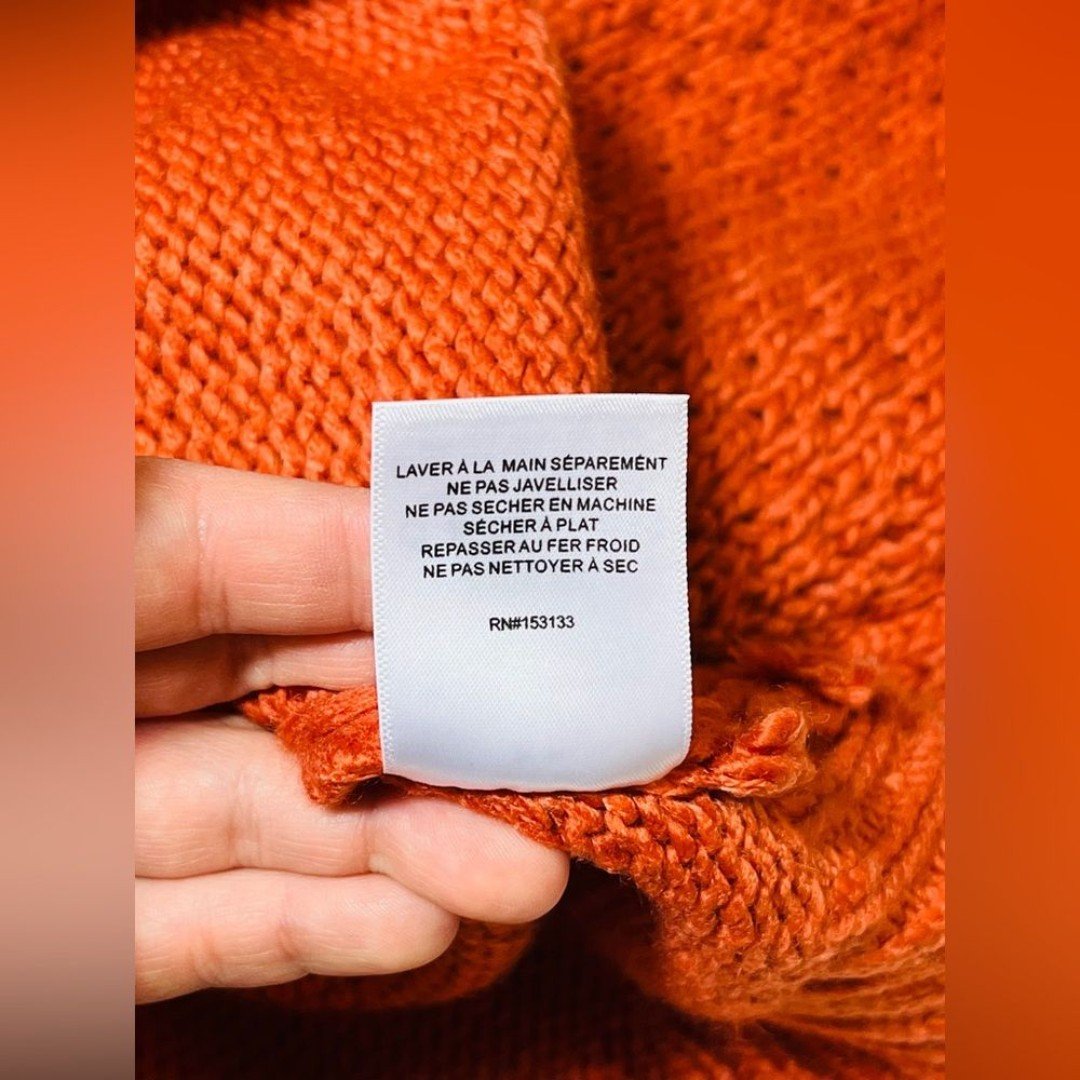 LAVER À LA MAIN SÉPAREMÉNT
NE PAS JAVELLISER
NE PAS SECHER EN MACHINE
SÉCHER À PLAT
REPASSER AU FER FROID
NE PAS NETTOYER À SEC
RN#153133